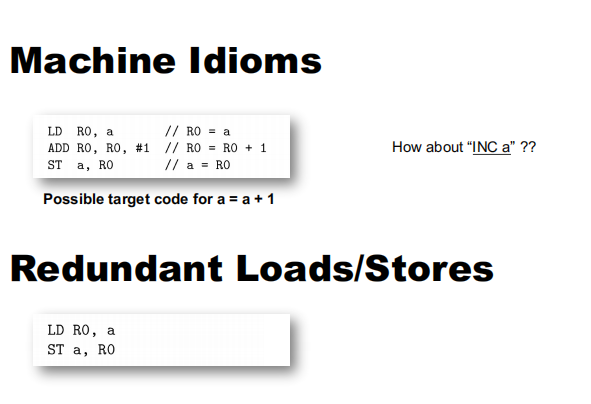 Machine Idioms
LD R0, a // R0 = a
ADD R0, R0, #1 // R0 = R0 + 1
ST a, R0 // a = R0
How about “INC a” ??
Possible target code for a = a + 1
Redundant Loads/Stores
LD R0, a
ST a, R0